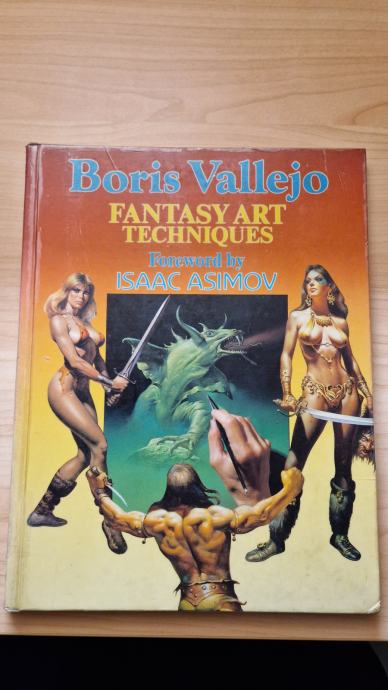 Boris Vallejo
FANTASY ART
TECHNIQUES
Foreword by
ISAAC ASIMOV